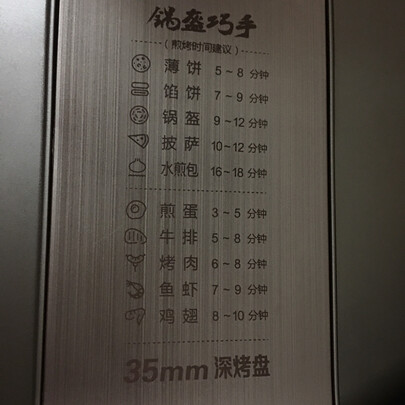 锅盔巧手
（煎烤时间建议）
薄饼 5～8 分钟
馅饼 7～9 分钟
锅盔 9～12 分钟
披萨 10～12 分钟
水煎包 16～18 分钟
煎蛋 3～5 分钟
牛排 5～8 分钟
烤肉 6～8 分钟
鱼虾 7～9 分钟
鸡翅 8～10 分钟
35mm 深烤盘